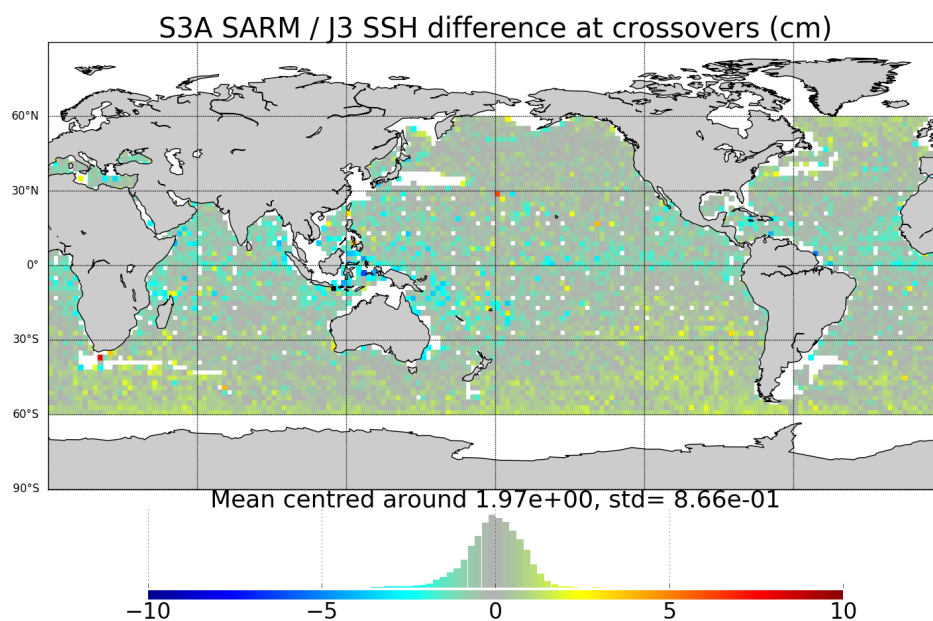 S3A SARM / J3 SSH difference at crossovers (cm)
60°N
30°N
0°
30°S
60°S
90°S
Mean centred around 1.97e+00, std= 8.66e-01
−10 −5 0 5 10